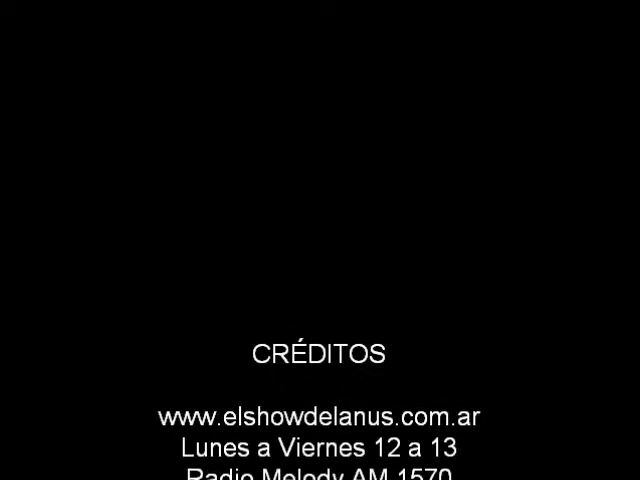 CRÉDITOS
www.elshowdelanus.com.ar
Lunes a Viernes 12 a 13
Radio Melody AM 1570